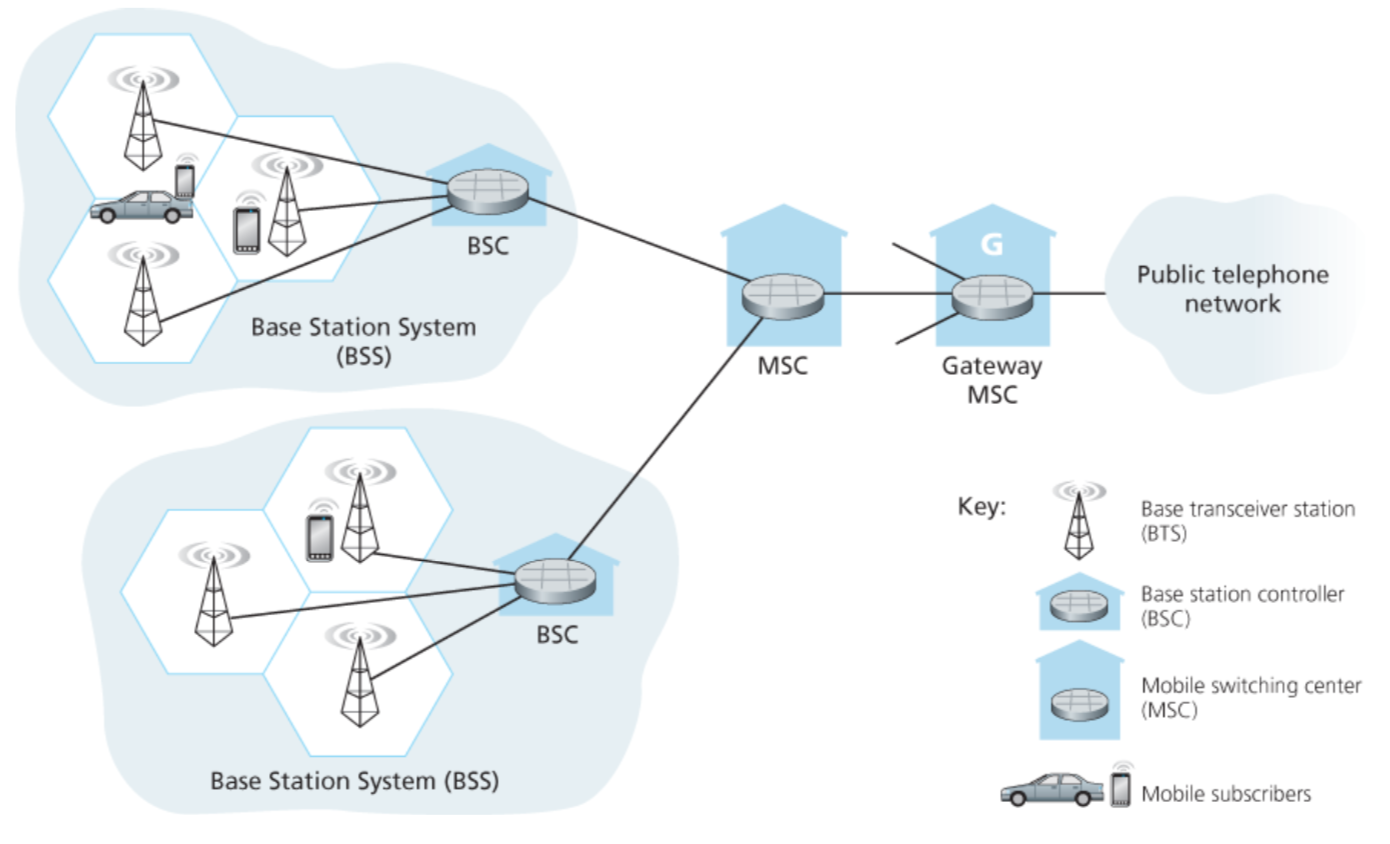 BSC
Base Station System
(BSS)
G
MSC
Gateway
MSC
Public telephone
network
BSC
Base Station System (BSS)
Key:
Base transceiver station
(BTS)
Base station controller
(BSC)
Mobile switching center
(MSC)
Mobile subscribers